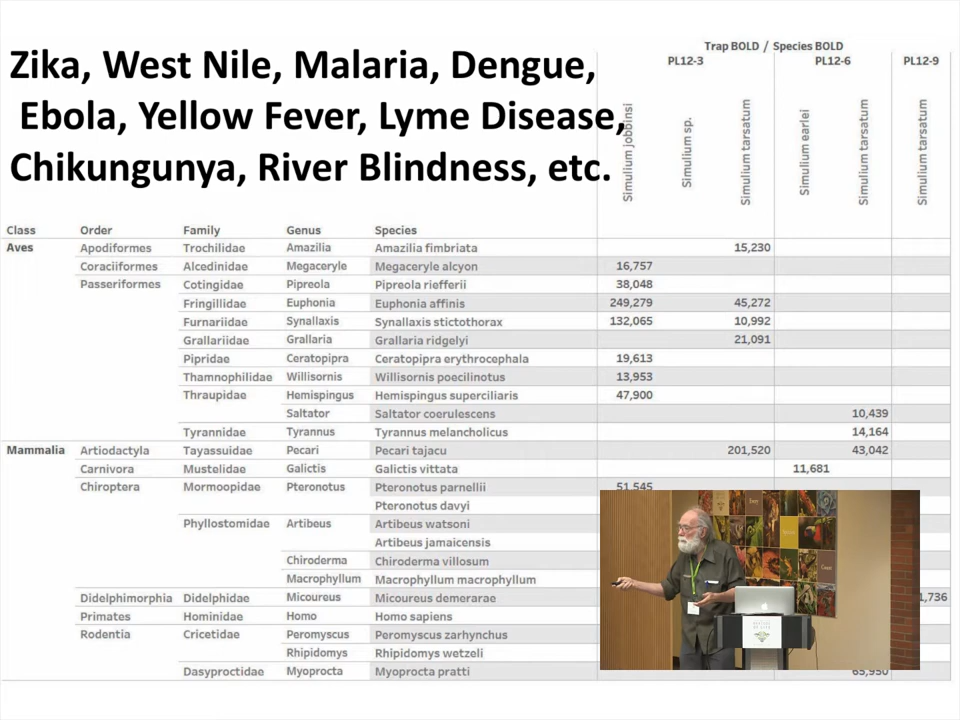 Zika, West Nile, Malaria, Dengue,
Ebola, Yellow Fever, Lyme Disease,
Chikungunya, River Blindness, etc.
Trap BOLD / Species BOLD
PL12-3 PL12-6 PL12-9
Simulium jobbinsi Simulium sp. Simulium tarsatum Simulium earlei Simulium tarsatum Simulium tarsatum
Class Order Family Genus Species
Aves Apodiformes Trochilidae Amazilia Amazilia fimbriata 15,230
Coraciiformes Alcedinidae Megaceryle Megaceryle alcyon 16,757
Passeriformes Cotingidae Pipreola Pipreola riefferii 38,048
Fringillidae Euphonia Euphonia affinis 249,279 45,272
Furnariidae Synallaxis Synallaxis stictothorax 132,065 10,992
Grallariidae Grallaria Grallaria ridgelyi 21,091
Pipridae Ceratopipra Ceratopipra erythrocephala 19,613
Thamnophilidae Willisornis Willisornis poecilinotus 13,953
Thraupidae Hemispingus Hemispingus superciliaris 47,900
Saltator Saltator coerulescens 10,439
Tyrannidae Tyrannus Tyrannus melancholicus 14,164
Mammalia Artiodactyla Tayassuidae Pecari Pecari tajacu 201,520 43,042
Carnivora Mustelidae Galictis Galictis vittata 11,681
Chiroptera Mormoopidae Pteronotus Pteronotus parnellii 51,545
Pteronotus davyi
Phyllostomidae Artibeus Artibeus watsoni
Artibeus jamaicensis
Chiroderma Chiroderma villosum
Macrophyllum Macrophyllum macrophyllum
Didelphimorphia Didelphidae Micoureus Micoureus demerarae 1,736
Primates Hominidae Homo Homo sapiens
Rodentia Cricetidae Peromyscus Peromyscus zarhynchus
Rhipidomys Rhipidomys wetzeli
Dasyproctidae Myoprocta Myoprocta pratti 65,950